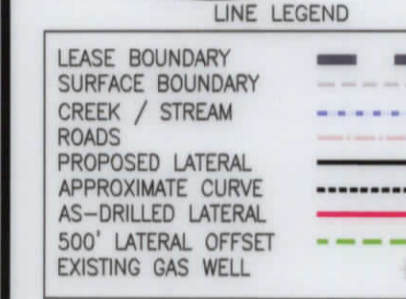 LINE LEGEND
LEASE BOUNDARY
SURFACE BOUNDARY
CREEK / STREAM
ROADS
PROPOSED LATERAL
APPROXIMATE CURVE
AS-DRILLED LATERAL
500' LATERAL OFFSET
EXISTING GAS WELL